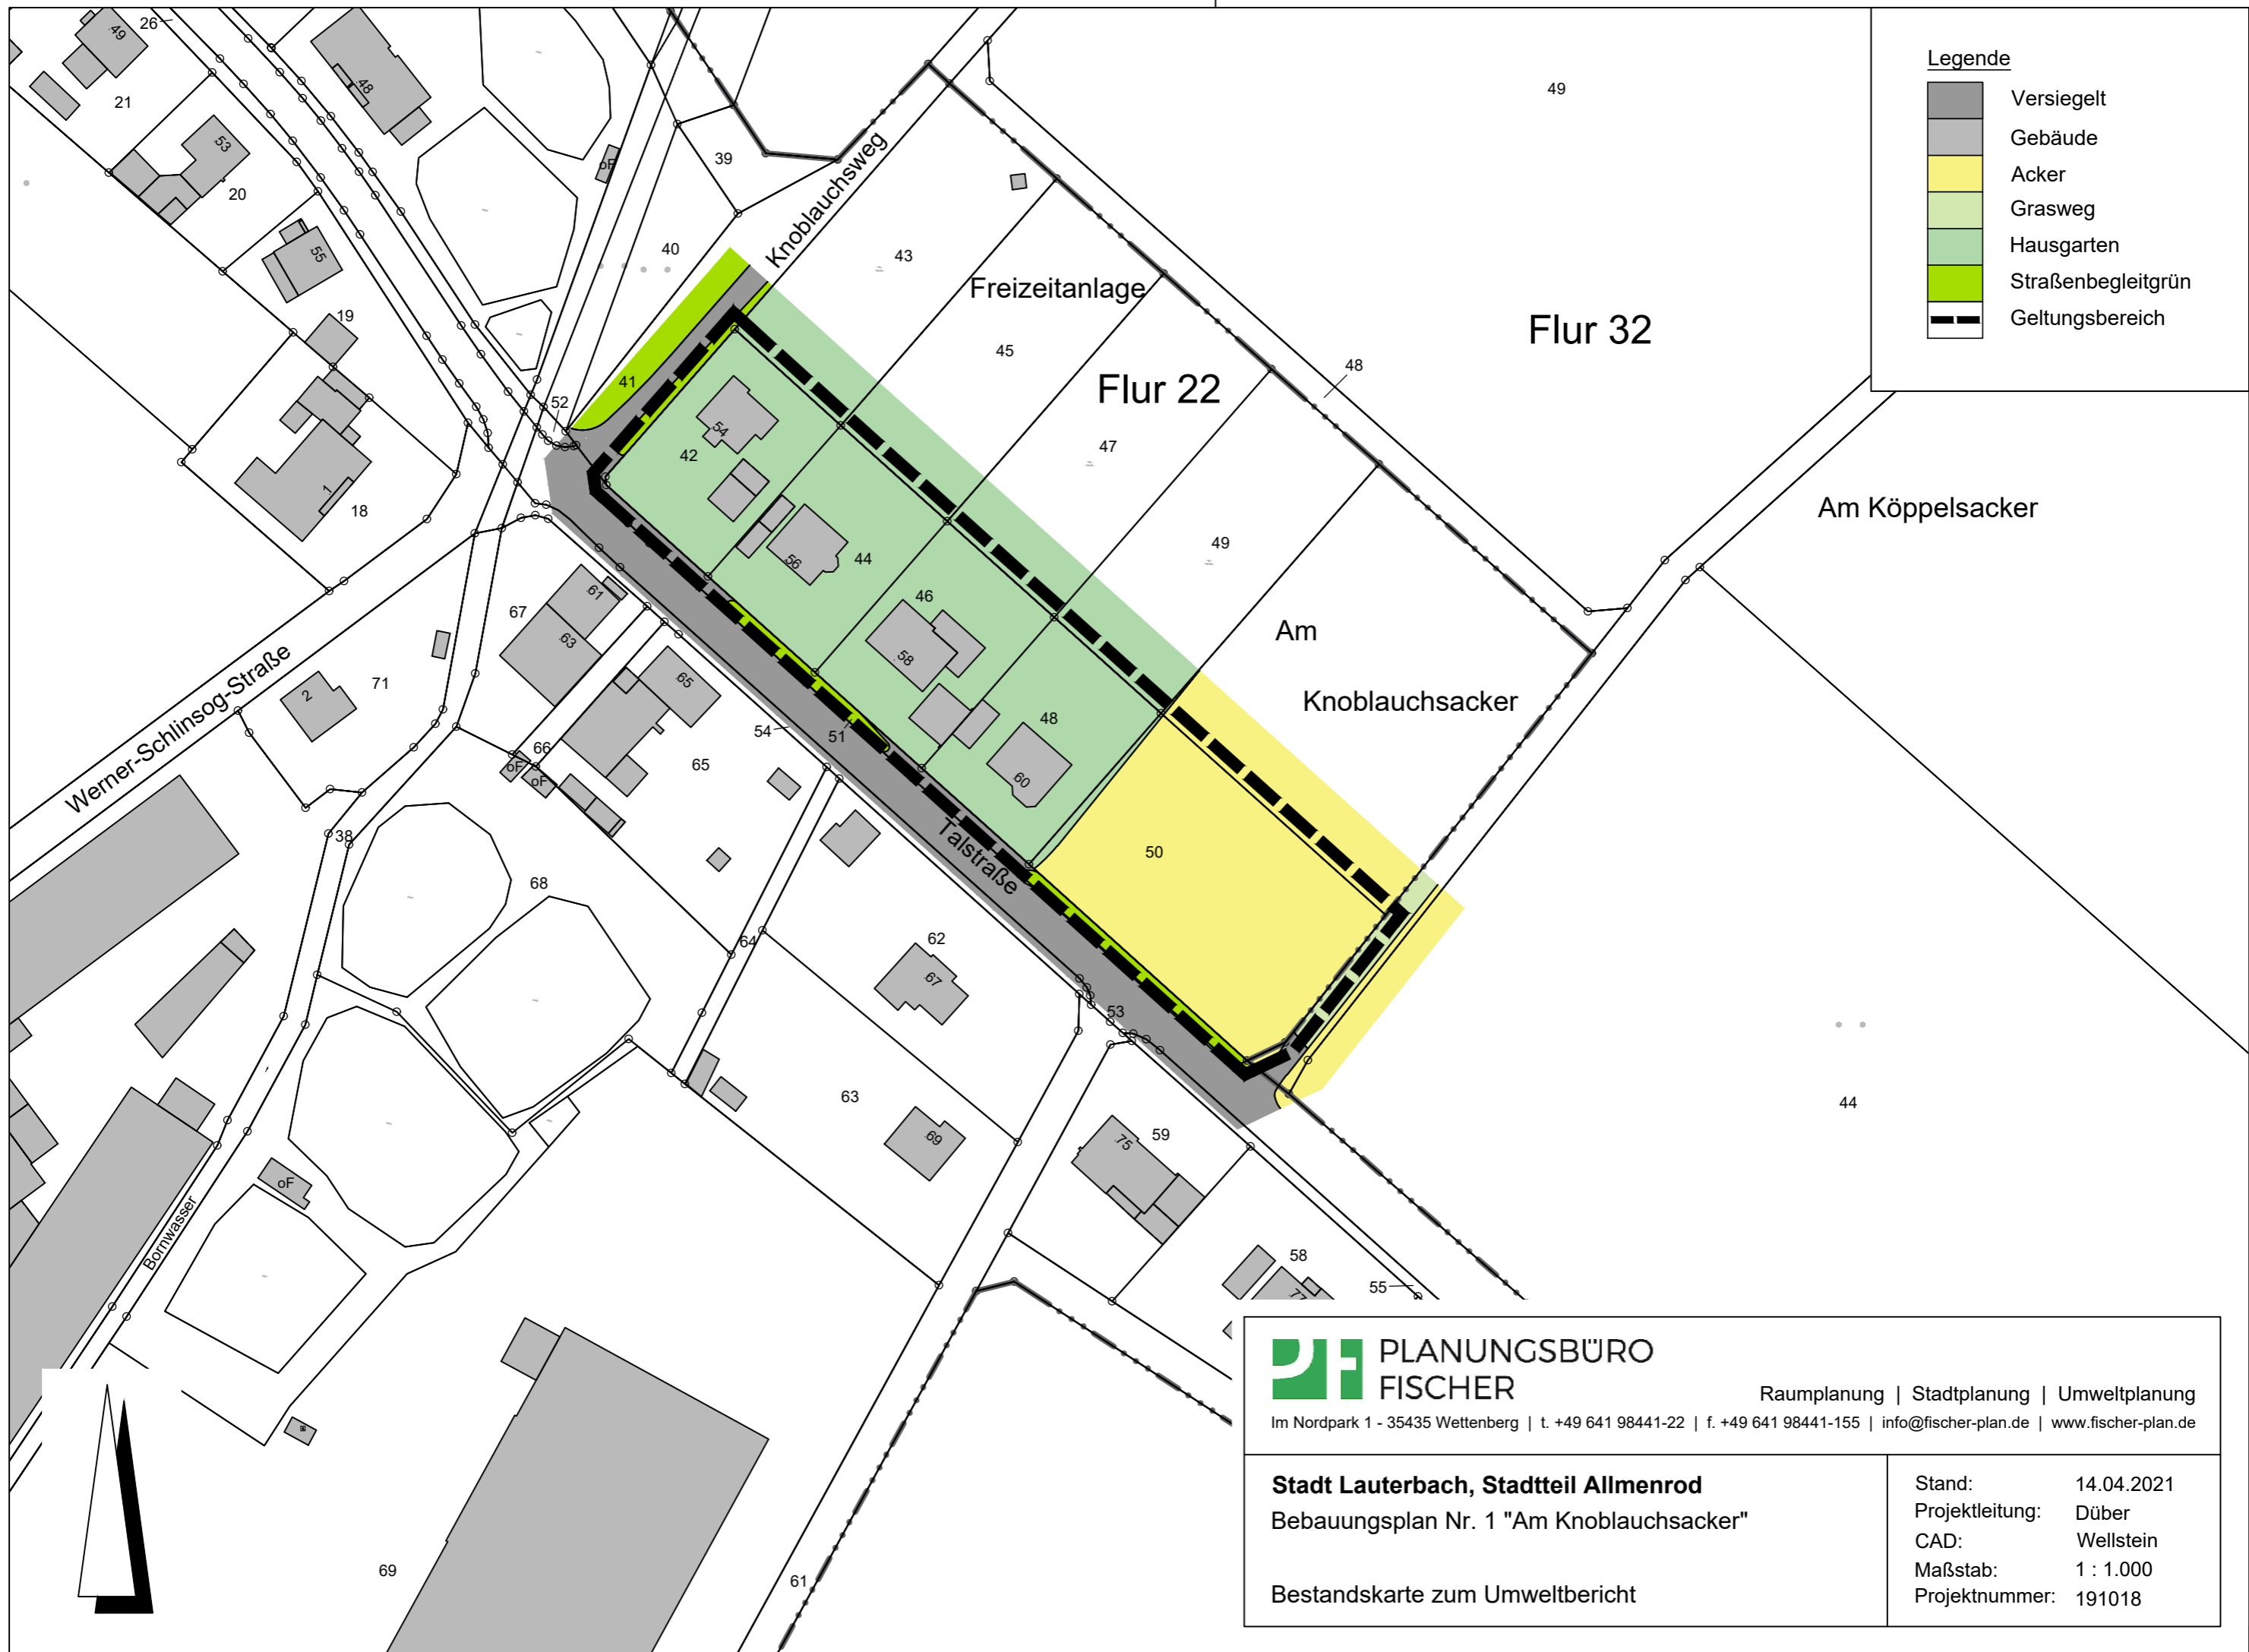 Legende
Versiegelt
Gebäude
Acker
Grasweg
Hausgarten
Straßenbegleitgrün
Geltungsbereich
26
49
21
48
53
20
55
19
1
18
oF
39
40
41
52
Knoblauchsweg
43
Freizeitanlage
45
Flur 22
47
49
49
Flur 32
48
Am Köppelsacker
Am
Knoblauchsacker
54
42
56
44
46
58
48
60
50
51
54
Talstraße
53
Werner-Schlinsog-Straße
2
71
67
61
63
65
66
oF
oF
65
38
68
64
62
67
63
69
59
75
58
77
55
44
oF
Bornwasser
69
61
PLANUNGSBÜRO
FISCHER
Raumplanung | Stadtplanung | Umweltplanung
Im Nordpark 1 - 35435 Wettenberg | t. +49 641 98441-22 | f. +49 641 98441-155 | info@fischer-plan.de | www.fischer-plan.de
Stadt Lauterbach, Stadtteil Allmenrod
Bebauungsplan Nr. 1 "Am Knoblauchsacker"
Bestandskarte zum Umweltbericht
Stand: 14.04.2021
Projektleitung: Düber
CAD: Wellstein
Maßstab: 1 : 1.000
Projektnummer: 191018